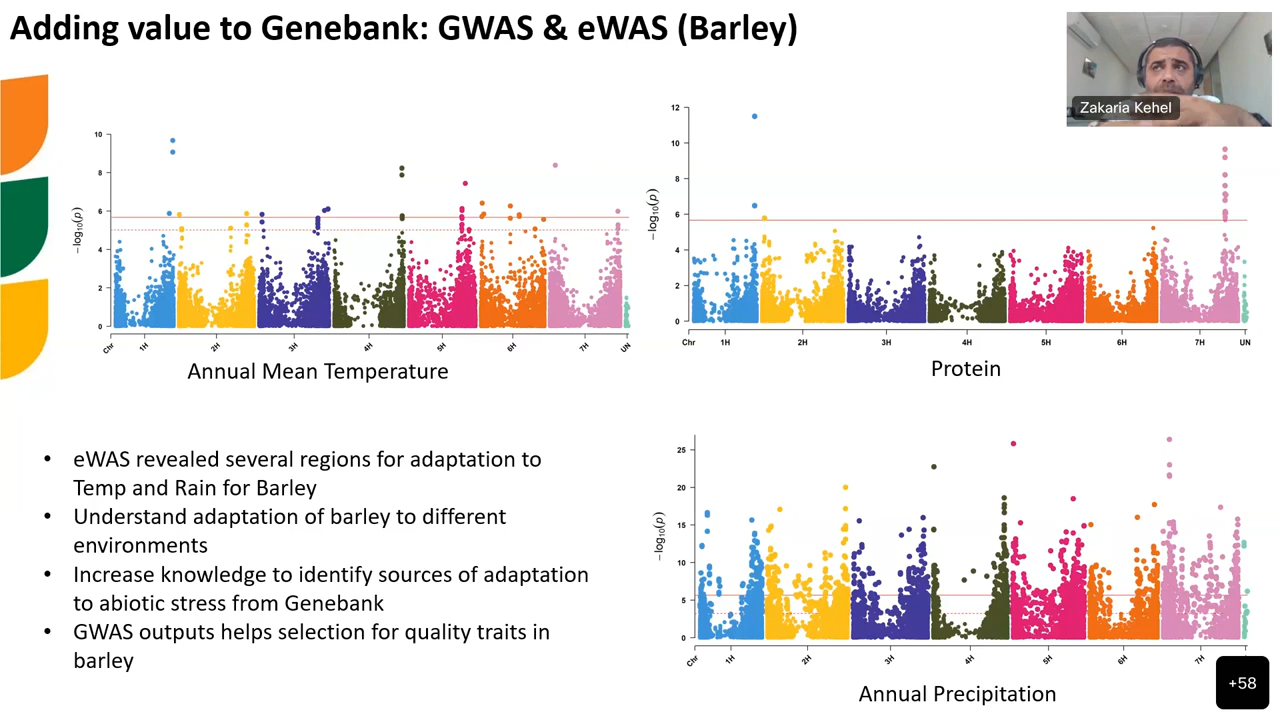 Adding value to Genebank: GWAS & eWAS (Barley)
Zakaria Kehel
−log₁₀(p)
10
8
6
4
2
0
Chr
1H
2H
3H
4H
5H
6H
7H
UN
Annual Mean Temperature
−log₁₀(p)
12
10
8
6
4
2
0
Chr
1H
2H
3H
4H
5H
6H
7H
UN
Protein
• eWAS revealed several regions for adaptation to
Temp and Rain for Barley
• Understand adaptation of barley to different
environments
• Increase knowledge to identify sources of adaptation
to abiotic stress from Genebank
• GWAS outputs helps selection for quality traits in
barley
−log₁₀(p)
25
20
15
10
5
0
Chr
1H
2H
3H
4H
5H
6H
7H
Annual Precipitation
+58